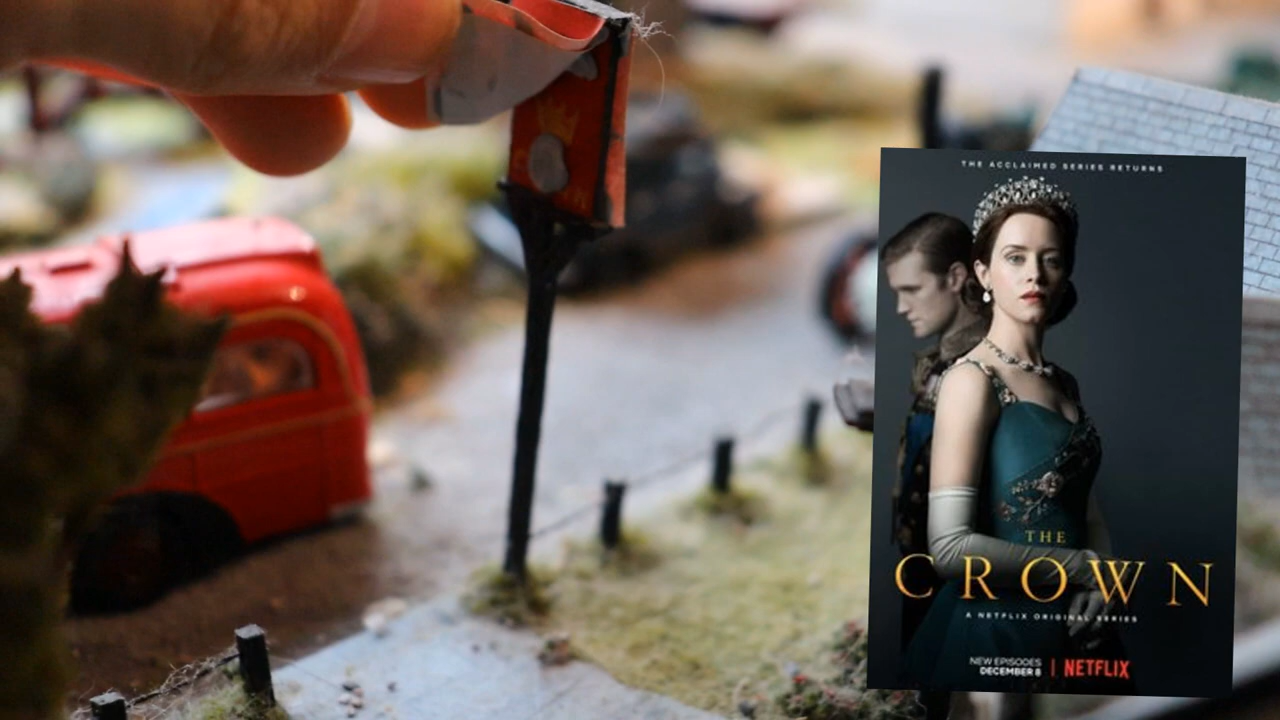 THE ACCLAIMED SERIES RETURNS
THE
CROWN
A NETFLIX ORIGINAL SERIES
NEW EPISODES
DECEMBER 8 | NETFLIX